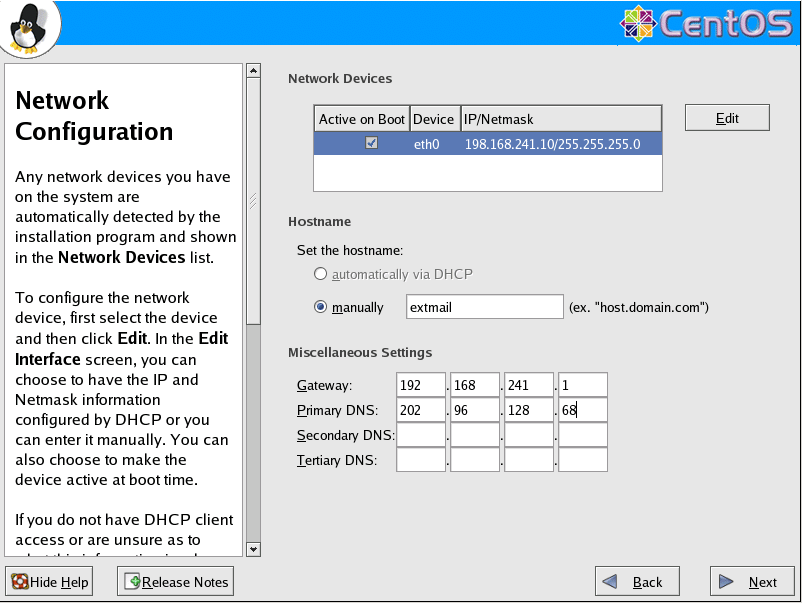 CentOS
Network
Configuration
Any network devices you have
on the system are
automatically detected by the
installation program and shown
in the Network Devices list.
To configure the network
device, first select the device
and then click Edit. In the Edit
Interface screen, you can
choose to have the IP and
Netmask information
configured by DHCP or you
can enter it manually. You can
also choose to make the
device active at boot time.
If you do not have DHCP client
access or are unsure as to
Network Devices
Active on Boot Device IP/Netmask
eth0 198.168.241.10/255.255.255.0
Edit
Hostname
Set the hostname:
automatically via DHCP
manually extmail (ex. "host.domain.com")
Miscellaneous Settings
Gateway: 192 . 168 . 241 . 1
Primary DNS: 202 . 96 . 128 . 68
Secondary DNS: . . .
Tertiary DNS: . . .
Hide Help
Release Notes
Back
Next